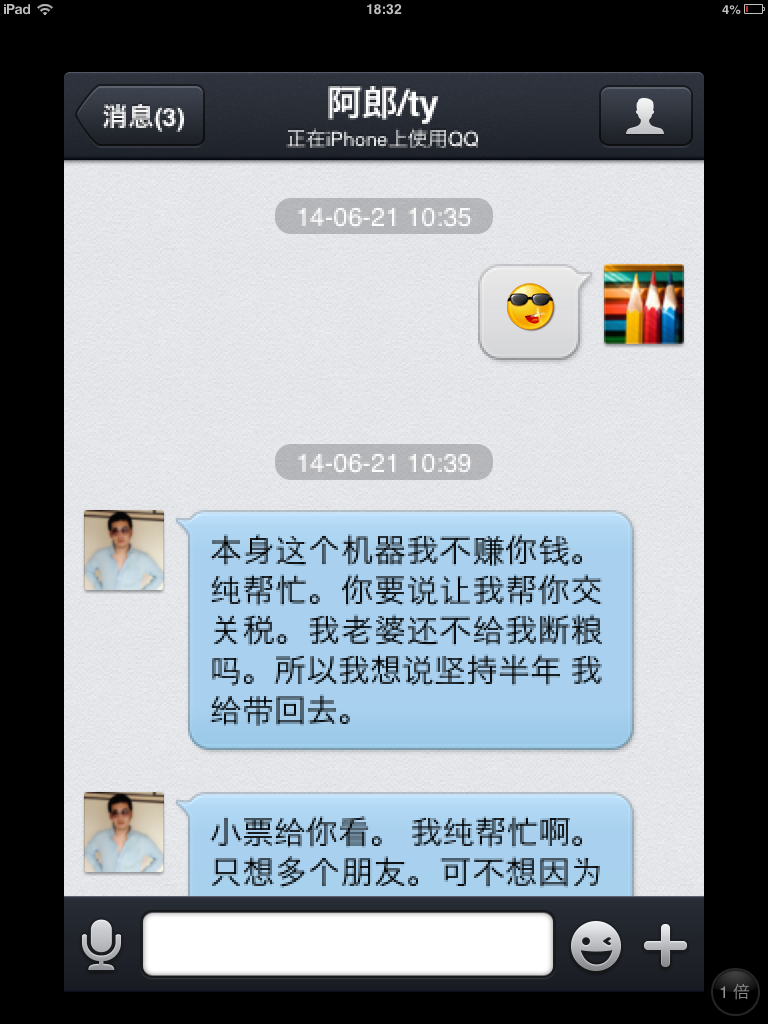 iPad 18:32 4%
消息(3) 阿郎/ty
正在iPhone上使用QQ
14-06-21 10:35
14-06-21 10:39
本身这个机器我不赚你钱。
纯帮忙。你要说让我帮你交
关税。我老婆还不给我断粮
吗。所以我想说坚持半年 我
给带回去。
小票给你看。 我纯帮忙啊。
只想多个朋友。可不想因为
1 倍